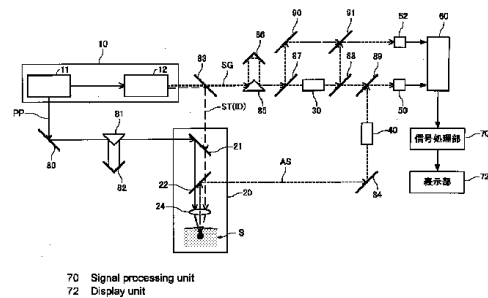 10
11
12
83
SG
86
85
90
87
30
91
88
89
52
50
60
PP
ST(ID)
80
81
82
21
22
24
20
S
AS
40
84
信号処理部
70
表示部
72
70 Signal processing unit
72 Display unit